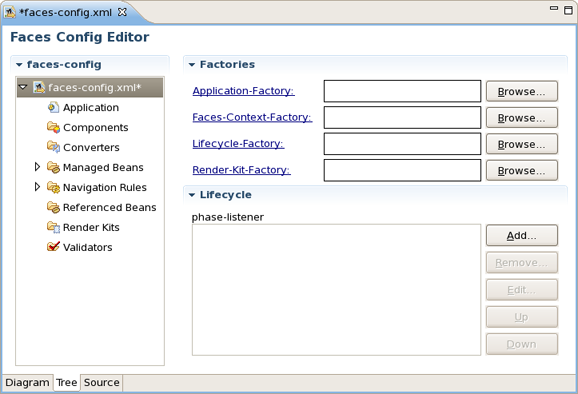 *faces-config.xml
Faces Config Editor
faces-config
faces-config.xml*
Application
Components
Converters
Managed Beans
Navigation Rules
Referenced Beans
Render Kits
Validators
Factories
Application-Factory: Browse...
Faces-Context-Factory: Browse...
Lifecycle-Factory: Browse...
Render-Kit-Factory: Browse...
Lifecycle
phase-listener
Add...
Remove...
Edit...
Up
Down
Diagram Tree Source